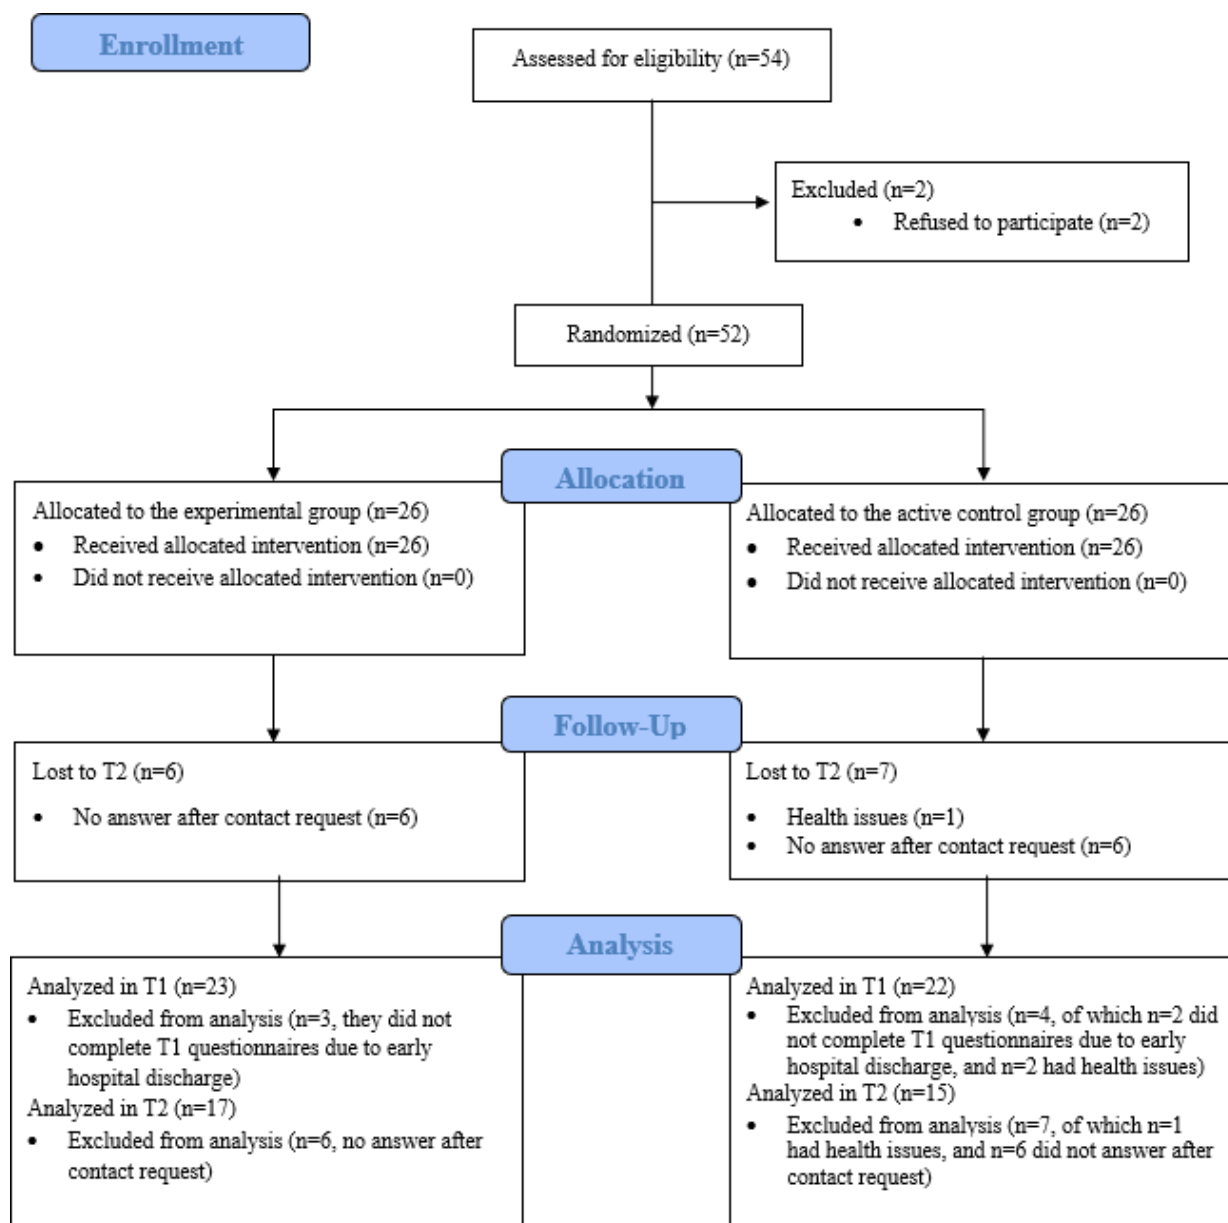 Enrollment
Assessed for eligibility (n=54)
Excluded (n=2)
• Refused to participate (n=2)
Randomized (n=52)
Allocation
Allocated to the experimental group (n=26)
• Received allocated intervention (n=26)
• Did not receive allocated intervention (n=0)
Allocated to the active control group (n=26)
• Received allocated intervention (n=26)
• Did not receive allocated intervention (n=0)
Follow-Up
Lost to T2 (n=6)
• No answer after contact request (n=6)
Lost to T2 (n=7)
• Health issues (n=1)
• No answer after contact request (n=6)
Analysis
Analyzed in T1 (n=23)
• Excluded from analysis (n=3, they did not
complete T1 questionnaires due to early
hospital discharge)
Analyzed in T2 (n=17)
• Excluded from analysis (n=6, no answer after
contact request)
Analyzed in T1 (n=22)
• Excluded from analysis (n=4, of which n=2 did
not complete T1 questionnaires due to early
hospital discharge, and n=2 had health issues)
Analyzed in T2 (n=15)
• Excluded from analysis (n=7, of which n=1
had health issues, and n=6 did not answer after
contact request)